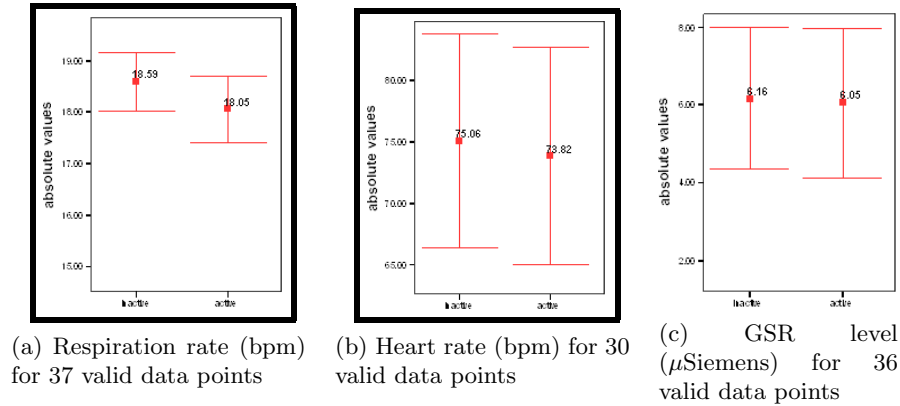 absolute values
19.00
18.00
17.00
16.00
15.00
18.59
18.05
inactive
active
(a) Respiration rate (bpm)
for 37 valid data points
absolute values
80.00
75.00
70.00
65.00
75.06
73.82
inactive
active
(b) Heart rate (bpm) for 30
valid data points
absolute values
8.00
6.00
4.00
2.00
6.16
6.05
inactive
active
(c) GSR level
(μSiemens) for 36
valid data points